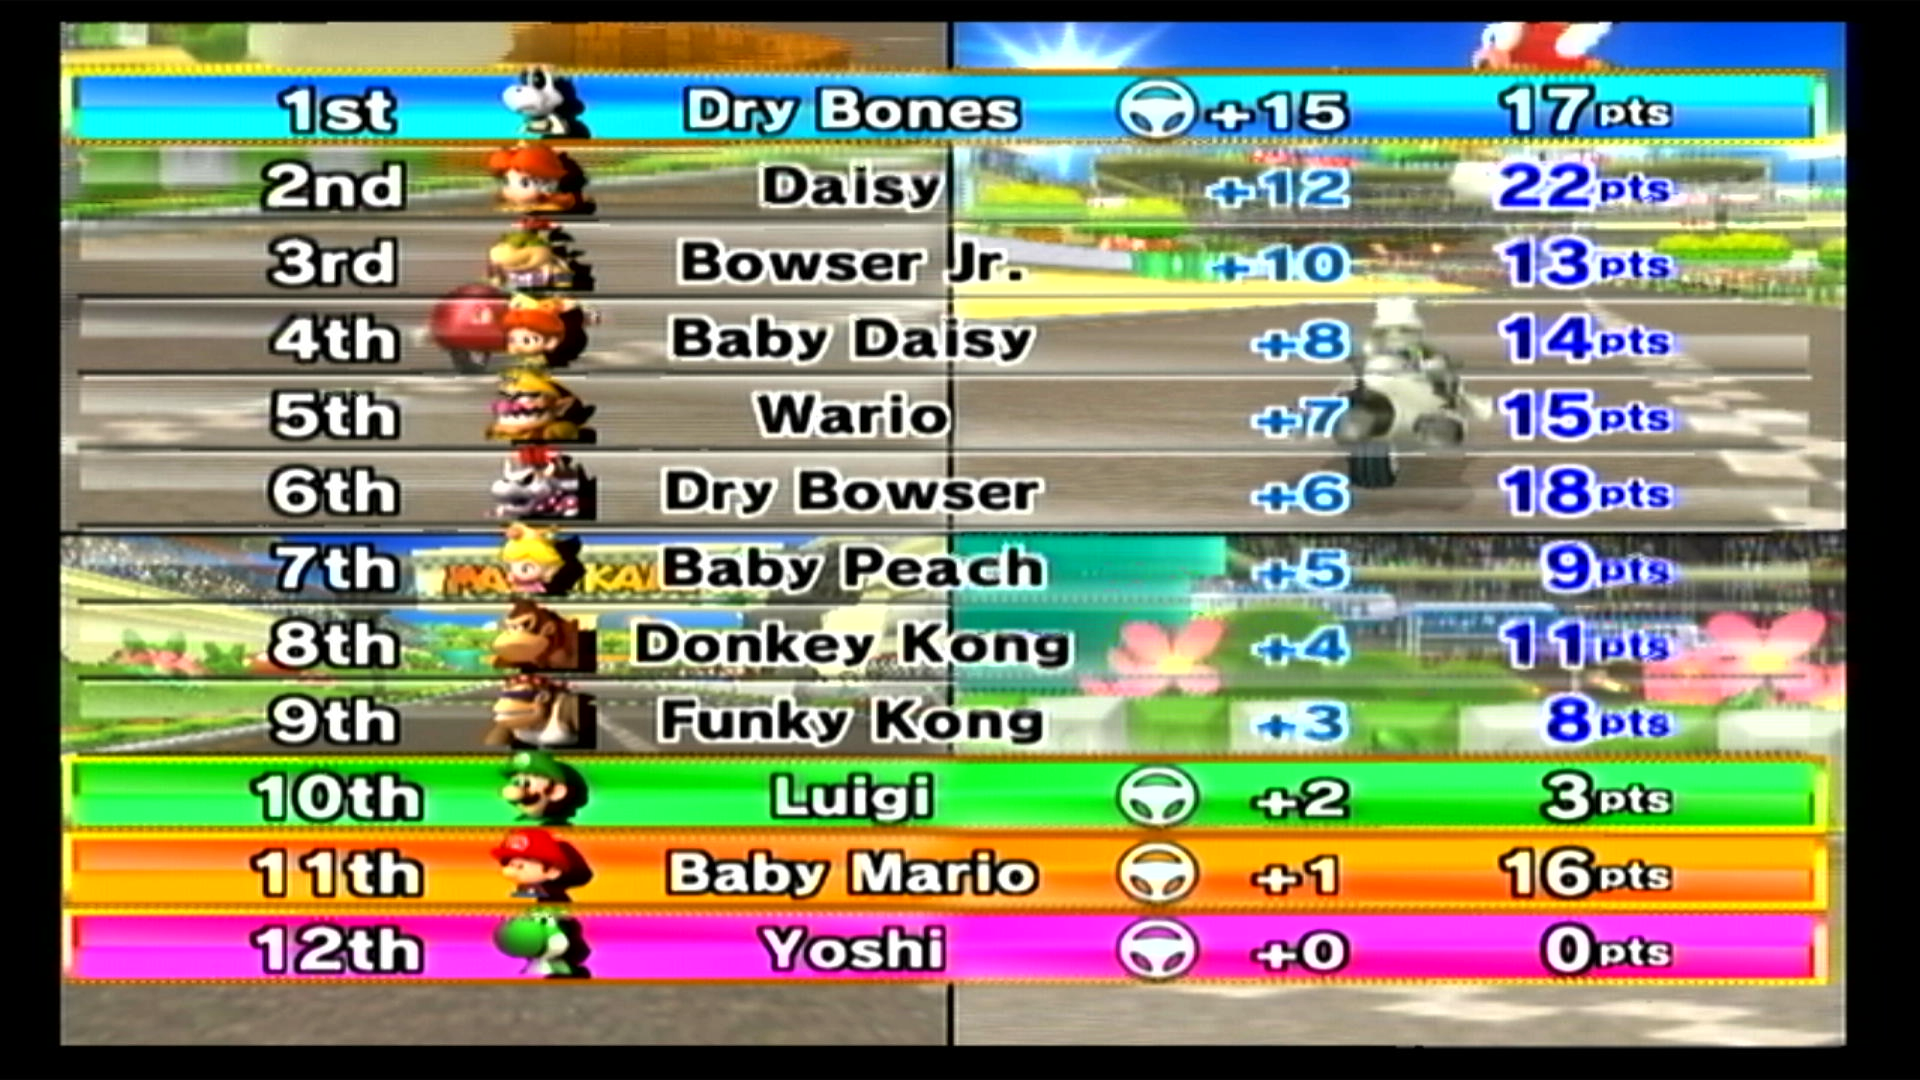 1st Dry Bones +15 17pts
2nd Daisy +12 22pts
3rd Bowser Jr. +10 13pts
4th Baby Daisy +8 14pts
5th Wario +7 15pts
6th Dry Bowser +6 18pts
7th Baby Peach +5 9pts
8th Donkey Kong +4 11pts
9th Funky Kong +3 8pts
10th Luigi +2 3pts
11th Baby Mario +1 16pts
12th Yoshi +0 0pts